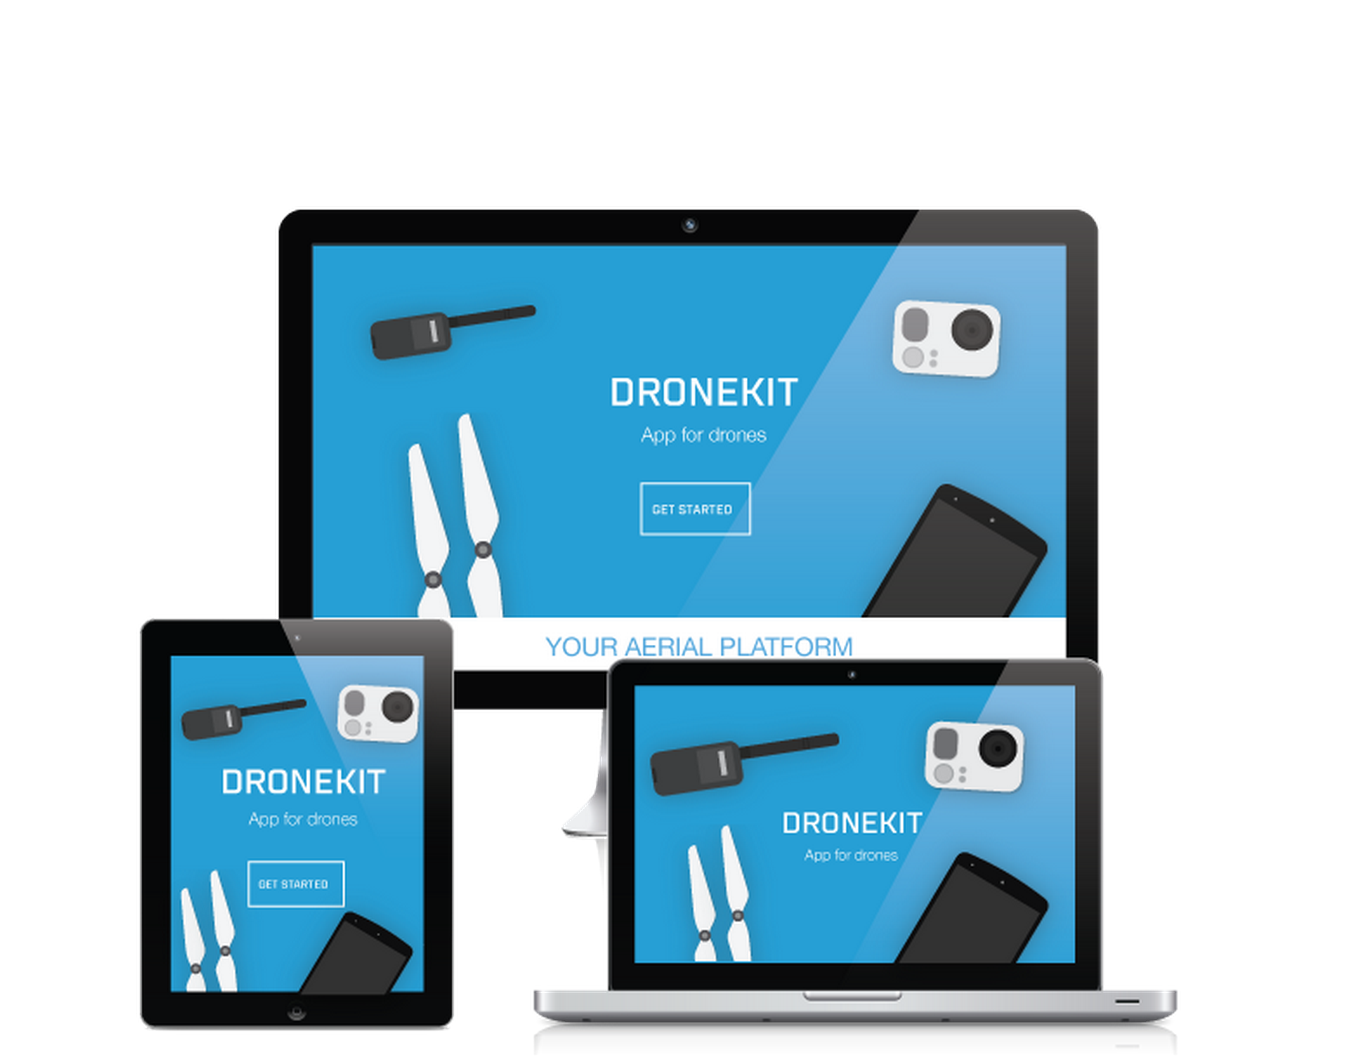 DRONEKIT
App for drones
GET STARTED
YOUR AERIAL PLATFORM
DRONEKIT
App for drones
GET STARTED
DRONEKIT
App for drones